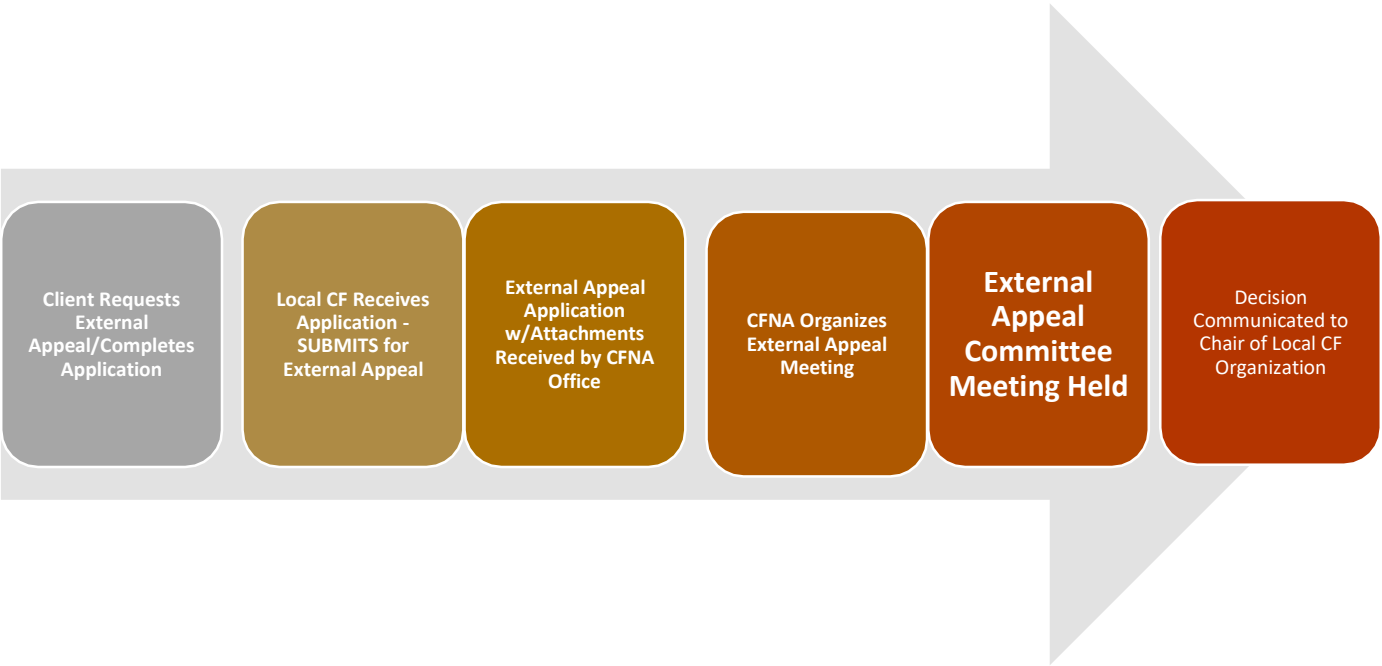 Client Requests
External
Appeal/Completes
Application
Local CF Receives
Application -
SUBMITS for
External Appeal
External Appeal
Application
w/Attachments
Received by CFNA
Office
CFNA Organizes
External Appeal
Meeting
External
Appeal
Committee
Meeting Held
Decision
Communicated to
Chair of Local CF
Organization